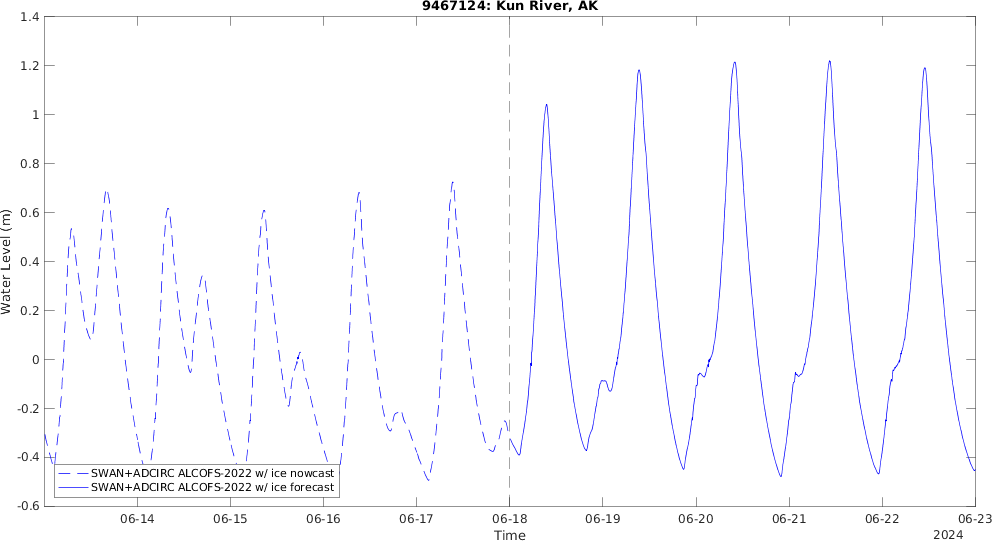 9467124: Kun River, AK
1.4
1.2
1
0.8
0.6
0.4
0.2
0
-0.2
-0.4
-0.6
Water Level (m)
SWAN+ADCIRC ALCOFS-2022 w/ ice nowcast
SWAN+ADCIRC ALCOFS-2022 w/ ice forecast
06-14 06-15 06-16 06-17 06-18 06-19 06-20 06-21 06-22 06-23
Time
2024